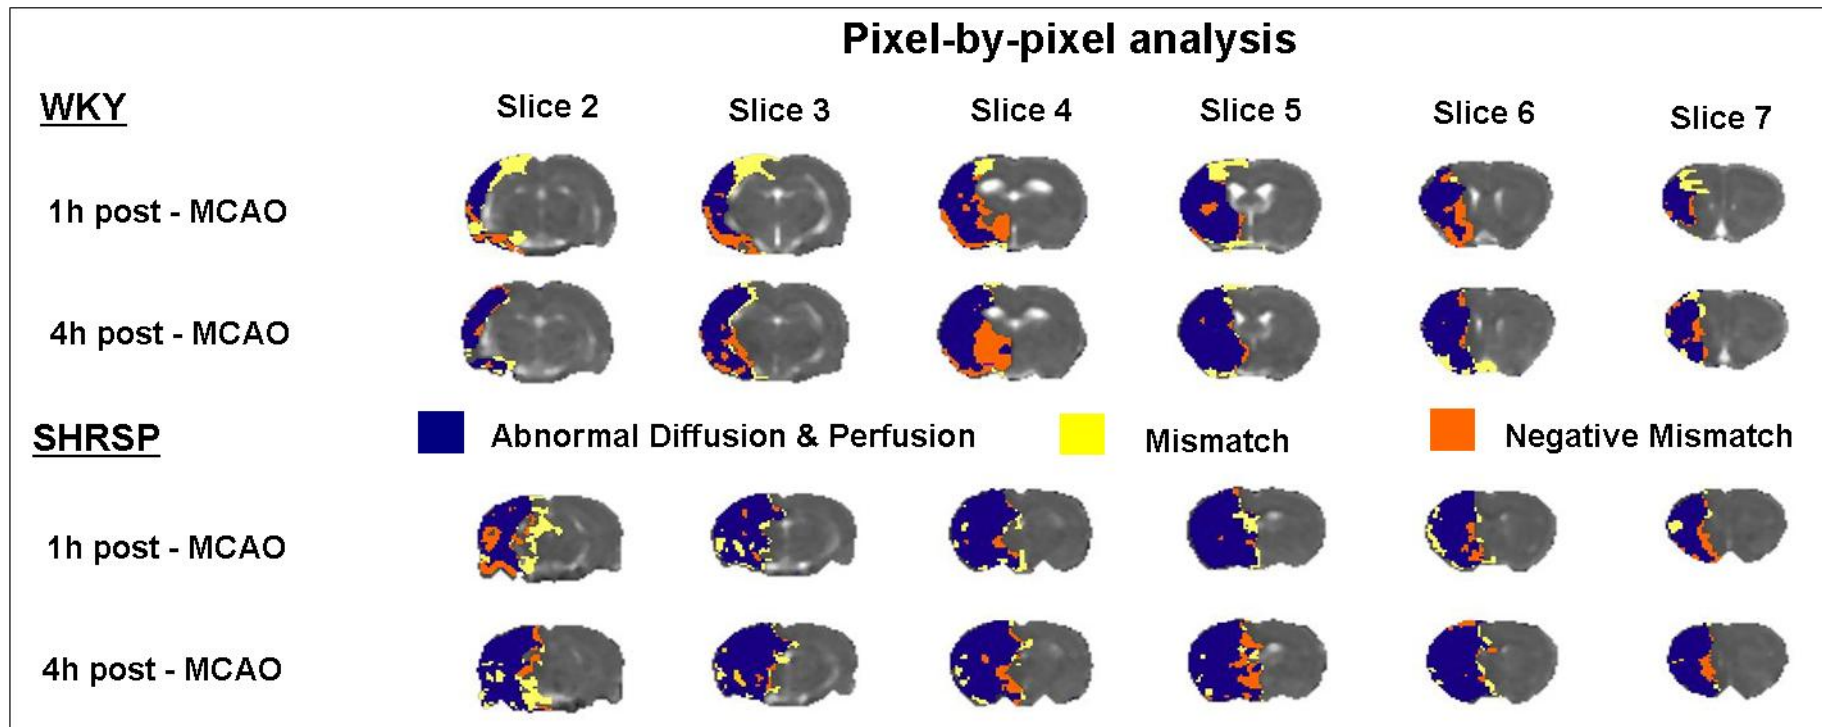 Pixel-by-pixel analysis
WKY
Slice 2
Slice 3
Slice 4
Slice 5
Slice 6
Slice 7
1h post - MCAO
4h post - MCAO
SHRSP
Abnormal Diffusion & Perfusion
Mismatch
Negative Mismatch
1h post - MCAO
4h post - MCAO